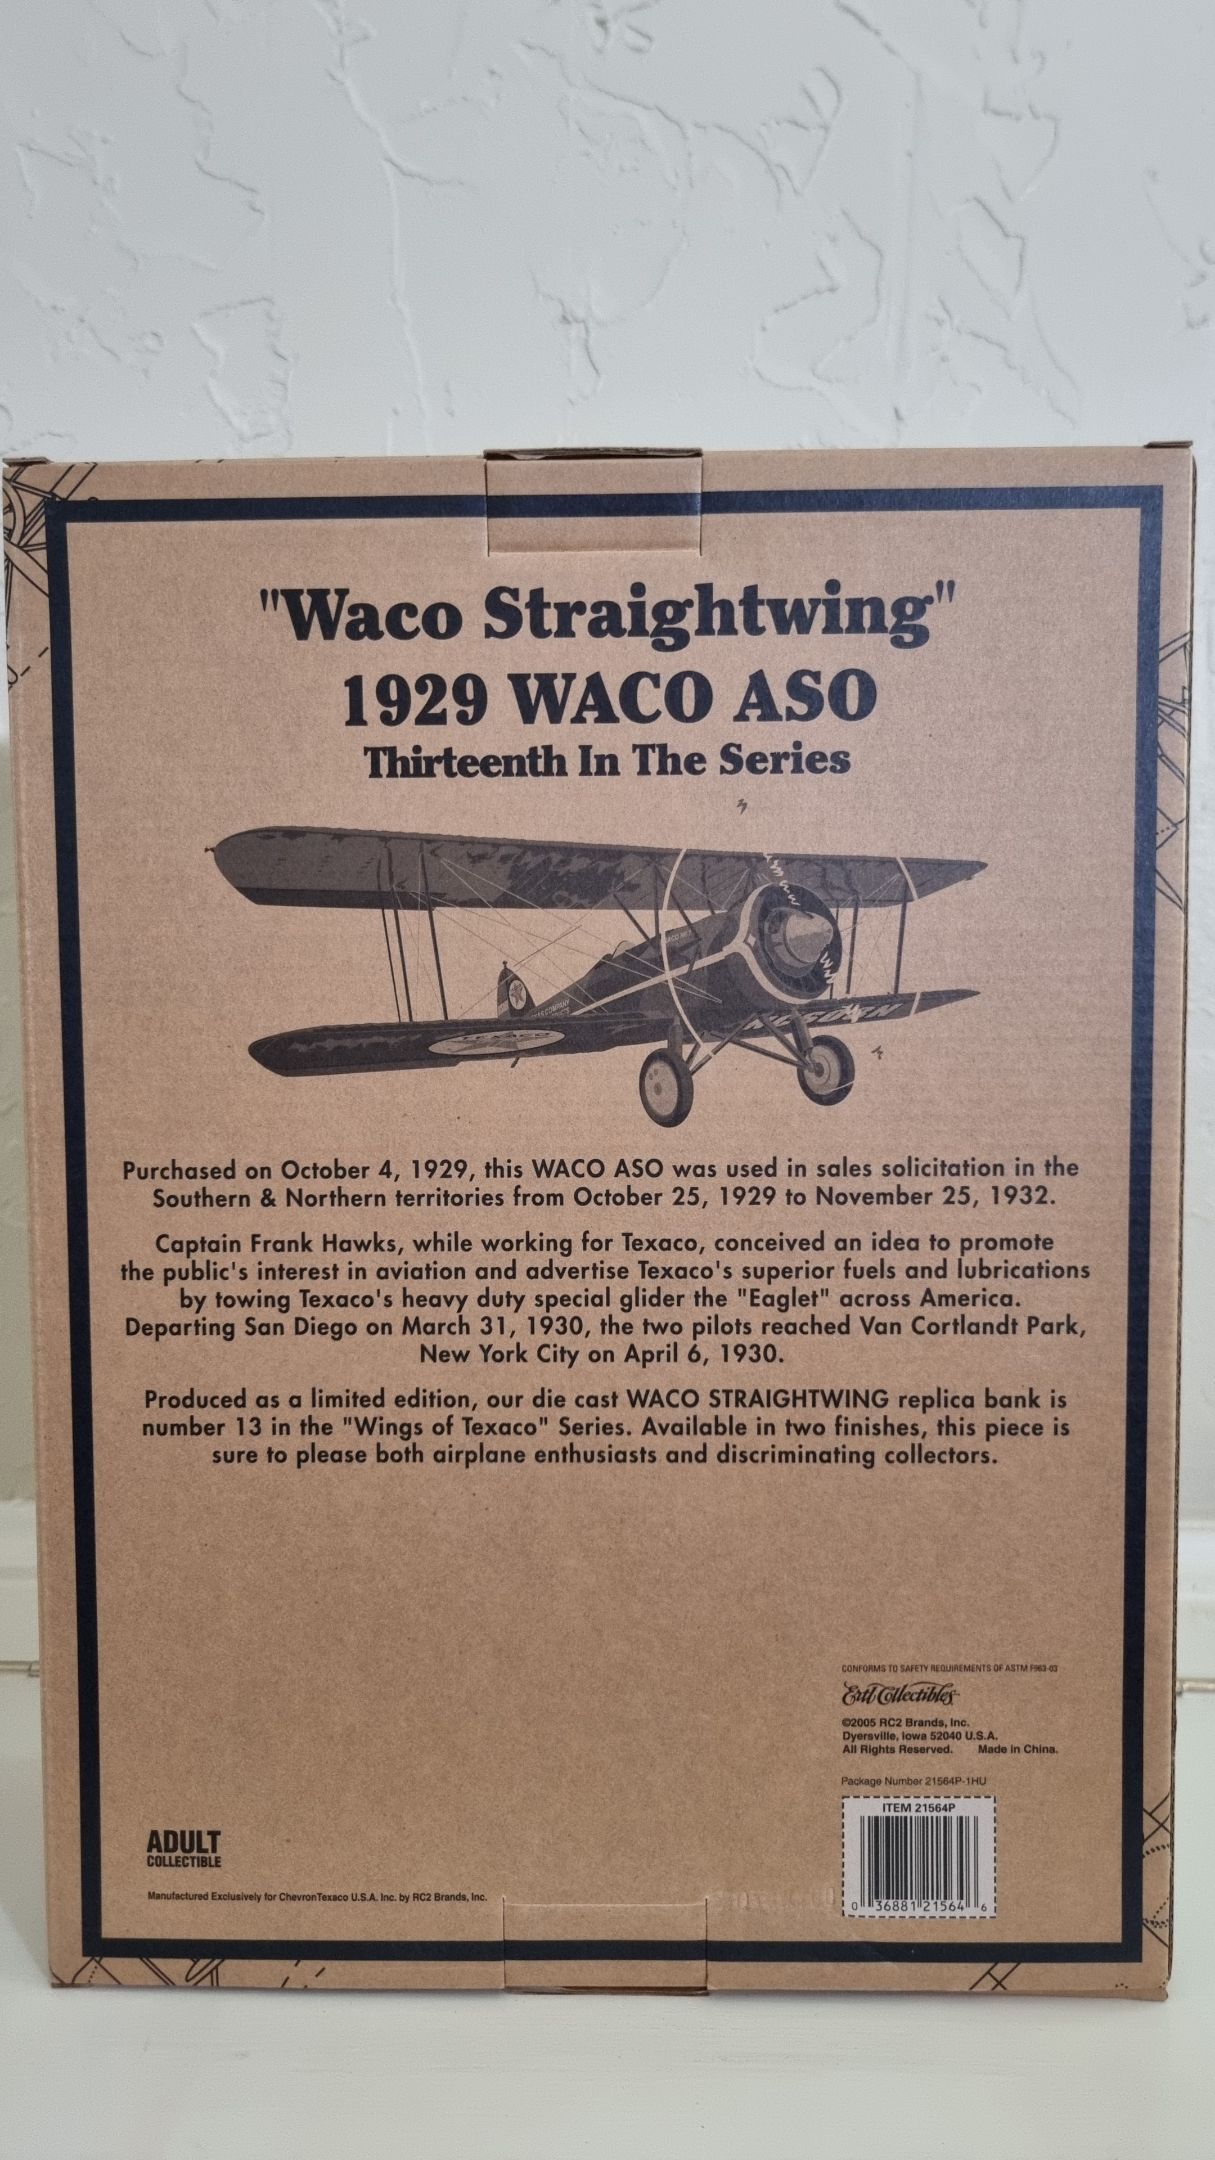 "Waco Straightwing"
1929 WACO ASO
Thirteenth In The Series
TEXACO
Purchased on October 4, 1929, this WACO ASO was used in sales solicitation in the
Southern & Northern territories from October 25, 1929 to November 25, 1932.
Captain Frank Hawks, while working for Texaco, conceived an idea to promote
the public's interest in aviation and advertise Texaco's superior fuels and lubrications
by towing Texaco's heavy duty special glider the "Eaglet" across America.
Departing San Diego on March 31, 1930, the two pilots reached Van Cortlandt Park,
New York City on April 6, 1930.
Produced as a limited edition, our die cast WACO STRAIGHTWING replica bank is
number 13 in the "Wings of Texaco" Series. Available in two finishes, this piece is
sure to please both airplane enthusiasts and discriminating collectors.
CONFORMS TO SAFETY REQUIREMENTS OF ASTM F963-03
Ertl Collectibles
©2005 RC2 Brands, Inc.
Dyersville, Iowa 52040 U.S.A.
All Rights Reserved. Made in China.
Package Number 21564P-1HU
ITEM 21564P
0 36881 21564 6
ADULT
COLLECTIBLE
Manufactured Exclusively for ChevronTexaco U.S.A. Inc. by RC2 Brands, Inc.